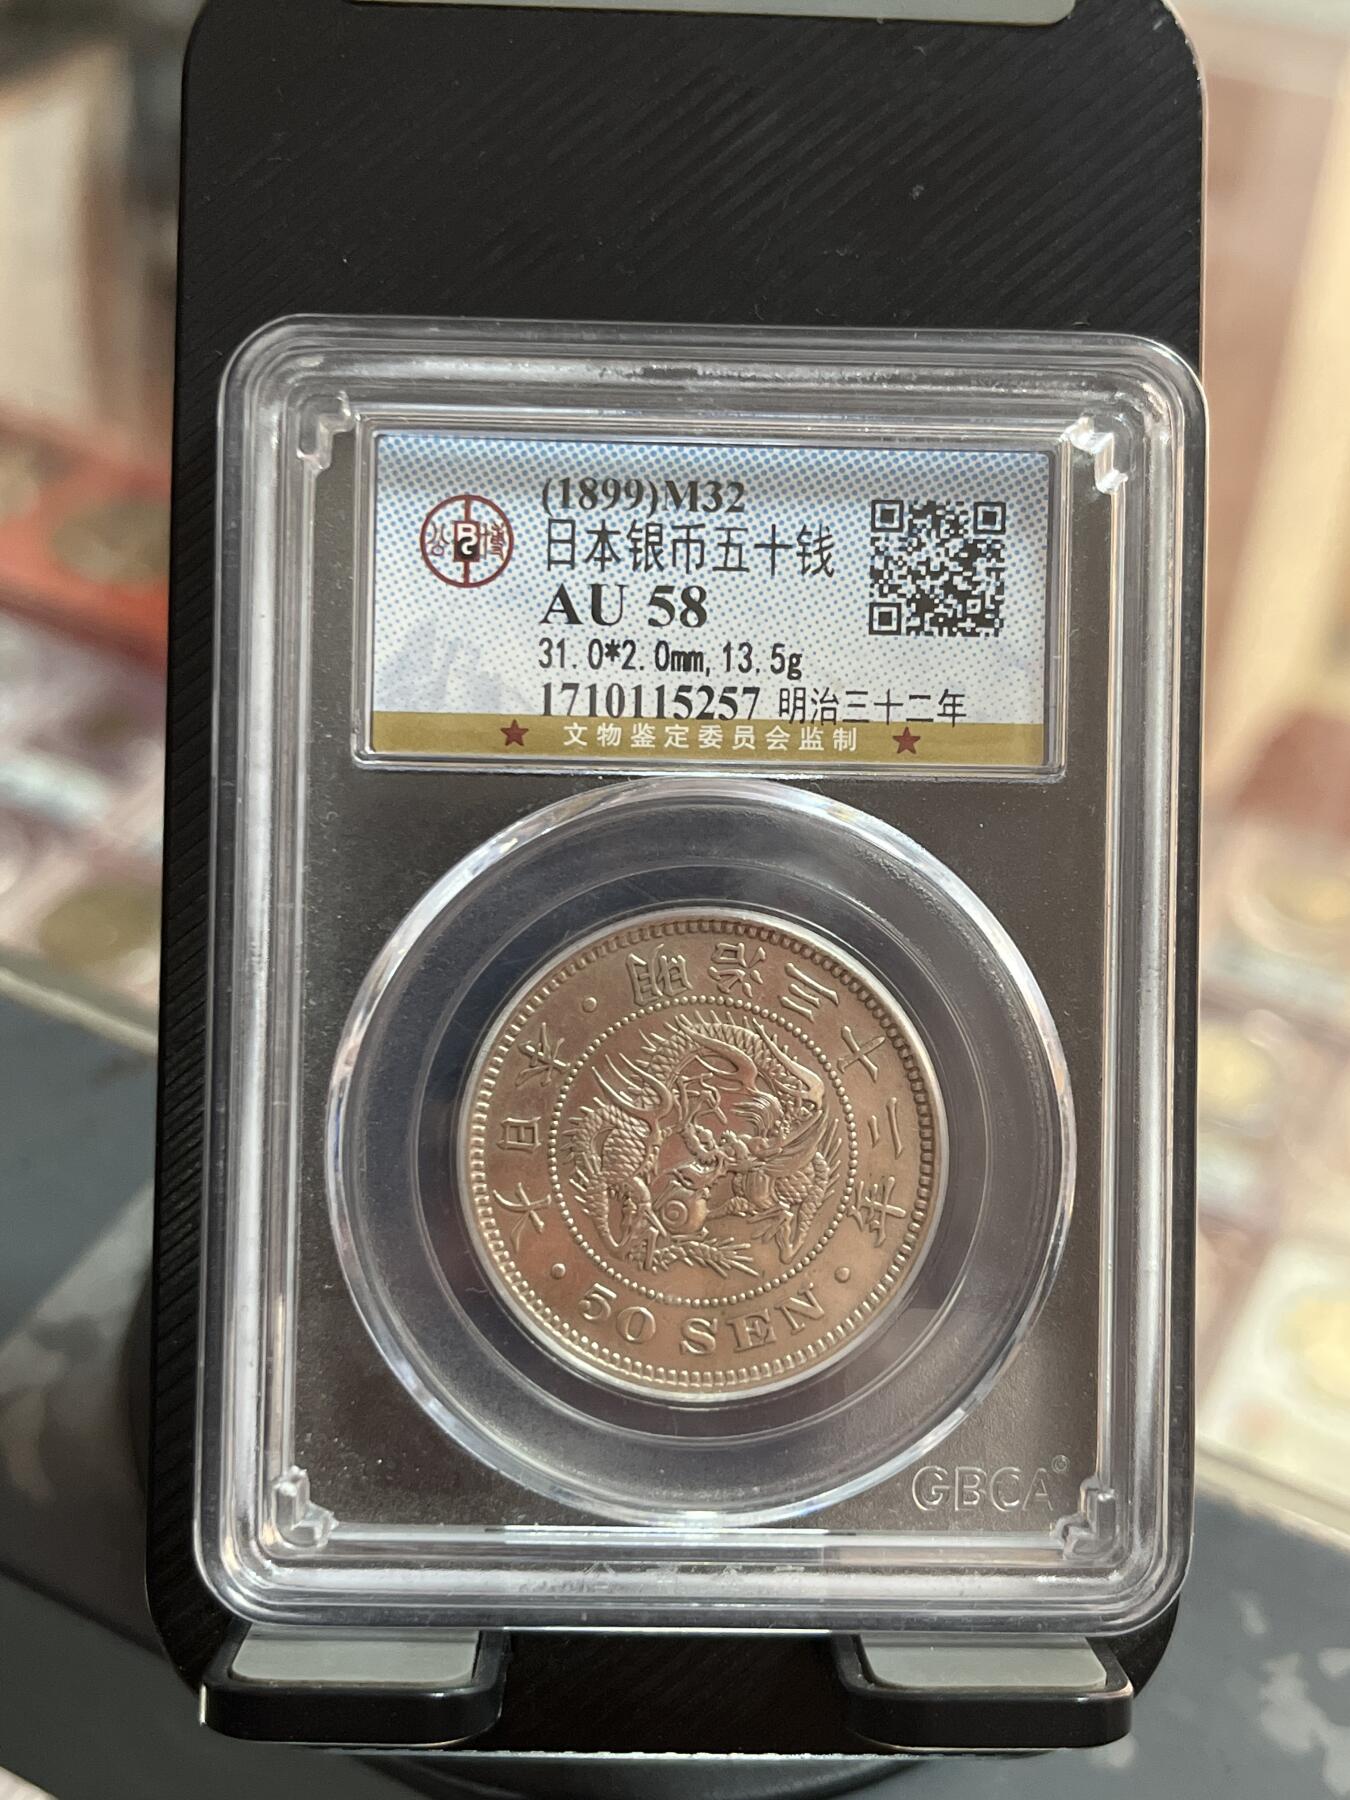 (1899)M32
日本银币五十钱
AU 58
31.0*2.0mm,13.5g
1710115257 明治三十二年
公博
文物鉴定委员会监制
大日本·明治三十二年·
50 SEN
GBCA